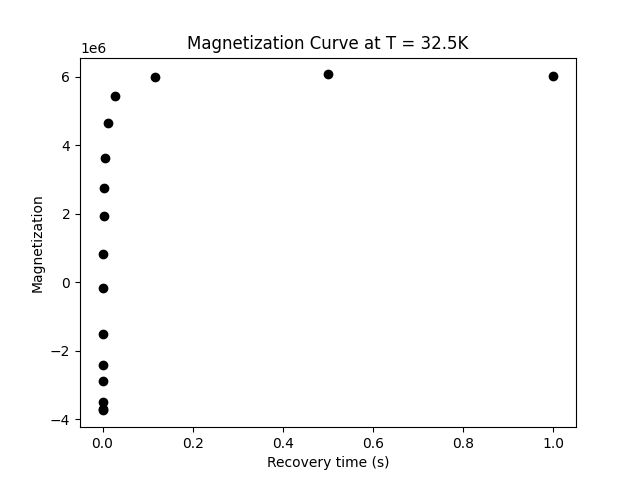 Magnetization Curve at T = 32.5K
1e6
6
4
2
0
−2
−4
Magnetization
0.0 0.2 0.4 0.6 0.8 1.0
Recovery time (s)